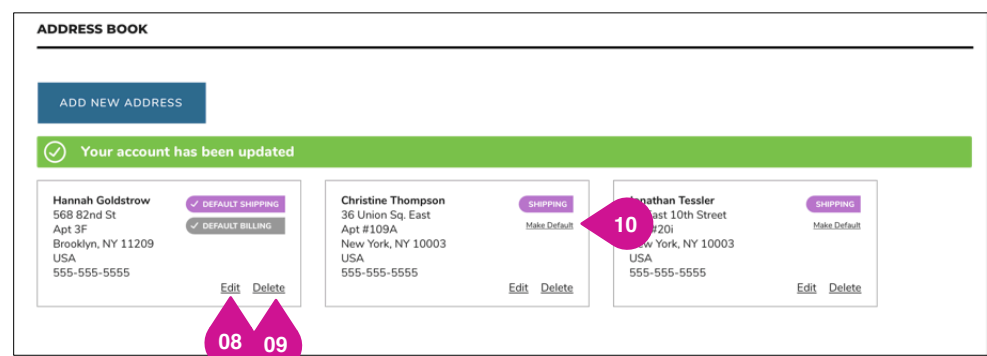 ADDRESS BOOK
ADD NEW ADDRESS
Your account has been updated
Hannah Goldstrow
DEFAULT SHIPPING
568 82nd St
DEFAULT BILLING
Apt 3F
Brooklyn, NY 11209
USA
555-555-5555
Edit Delete
08 09
Christine Thompson
SHIPPING
36 Union Sq. East
Make Default
Apt #109A
New York, NY 10003
USA
555-555-5555
Edit Delete
10
Tessler
SHIPPING
10th Street
Make Default
#20i
York, NY 10003
USA
555-555-5555
Edit Delete